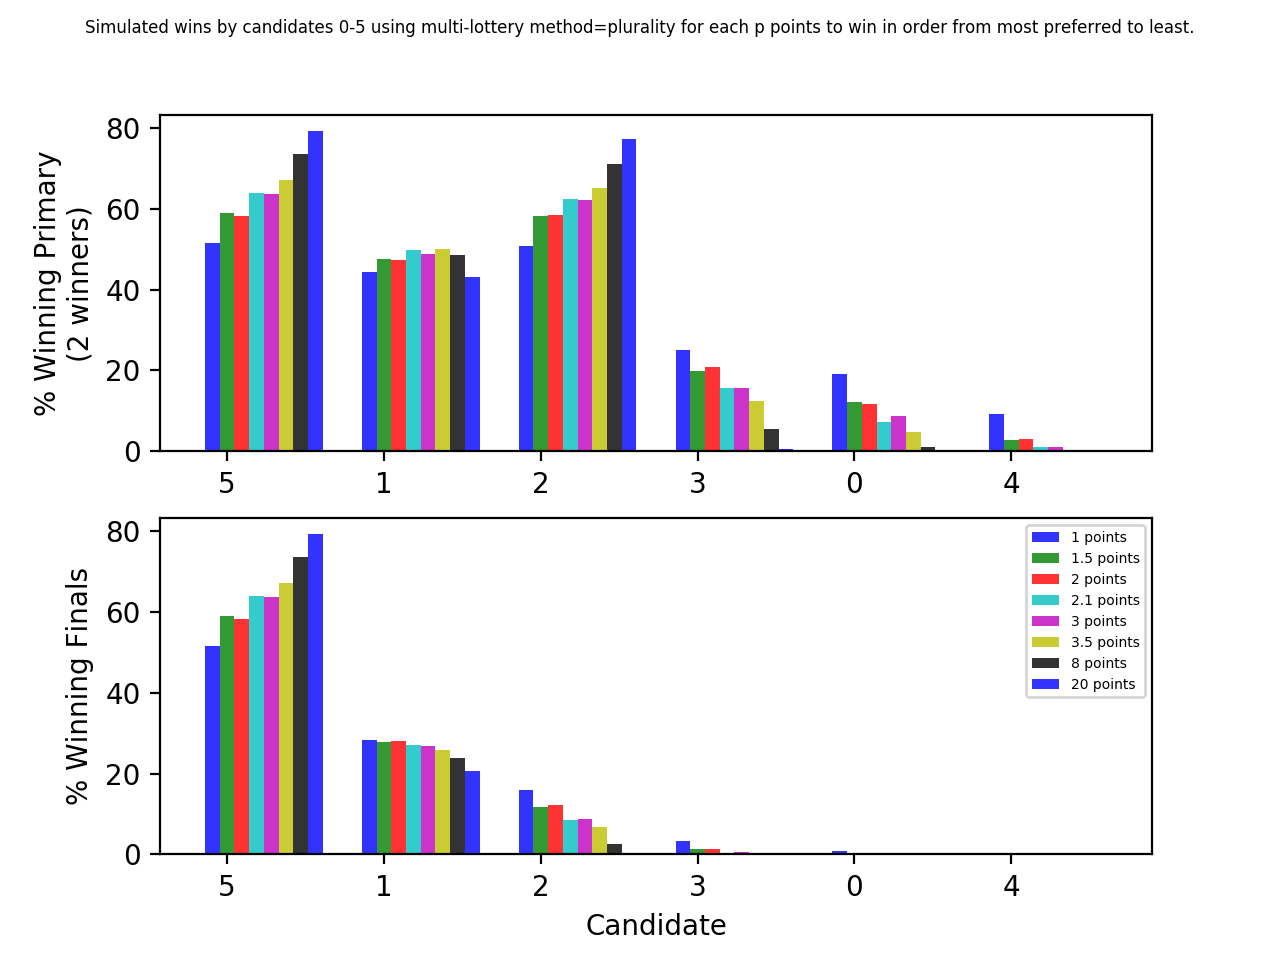 Simulated wins by candidates 0-5 using multi-lottery method=plurality for each p points to win in order from most preferred to least.
% Winning Primary
(2 winners)
80
60
40
20
0
5 1 2 3 0 4
% Winning Finals
80
60
40
20
0
1 points
1.5 points
2 points
2.1 points
3 points
3.5 points
8 points
20 points
5 1 2 3 0 4
Candidate